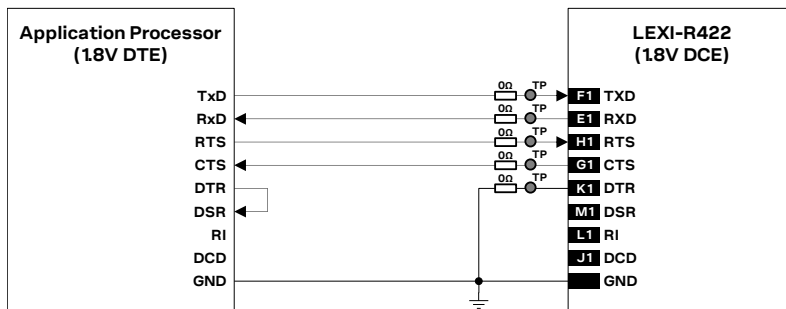 Application Processor
(1.8V DTE)
LEXI-R422
(1.8V DCE)
TxD 0Ω TP F1 TXD
RxD 0Ω TP E1 RXD
RTS 0Ω TP H1 RTS
CTS 0Ω TP G1 CTS
DTR 0Ω TP K1 DTR
DSR M1 DSR
RI L1 RI
DCD J1 DCD
GND GND